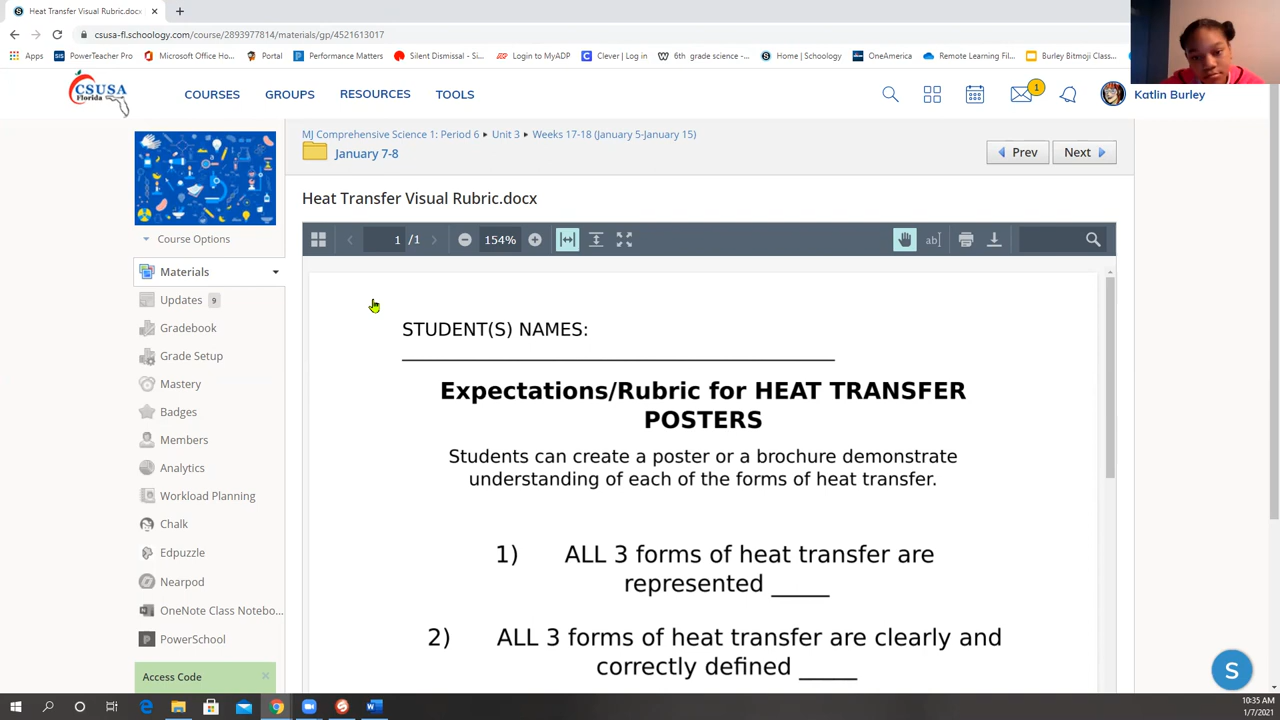 Heat Transfer Visual Rubric.docx
csusa-fl.schoology.com/course/2893977814/materials/gp/4521613017
Apps PowerTeacher Pro Microsoft Office Ho... Portal Performance Matters Silent Dismissal - Si... Login to MyADP Clever | Log in 6th grade science -... Home | Schoology OneAmerica Remote Learning Fil... Burley Bitmoji Class...
CSUSA
Florida
COURSES GROUPS RESOURCES TOOLS
1
Katlin Burley
MJ Comprehensive Science 1: Period 6 Unit 3 Weeks 17-18 (January 5-January 15)
January 7-8
Prev Next
Heat Transfer Visual Rubric.docx
Course Options
1 /1 154% ab
Materials
Updates 9
Gradebook
Grade Setup
Mastery
Badges
Members
Analytics
Workload Planning
Chalk
Edpuzzle
Nearpod
OneNote Class Notebo...
PowerSchool
Access Code
STUDENT(S) NAMES:
Expectations/Rubric for HEAT TRANSFER
POSTERS
Students can create a poster or a brochure demonstrate
understanding of each of the forms of heat transfer.
1) ALL 3 forms of heat transfer are
represented _____
2) ALL 3 forms of heat transfer are clearly and
correctly defined _____
S
10:35 AM
1/7/2021